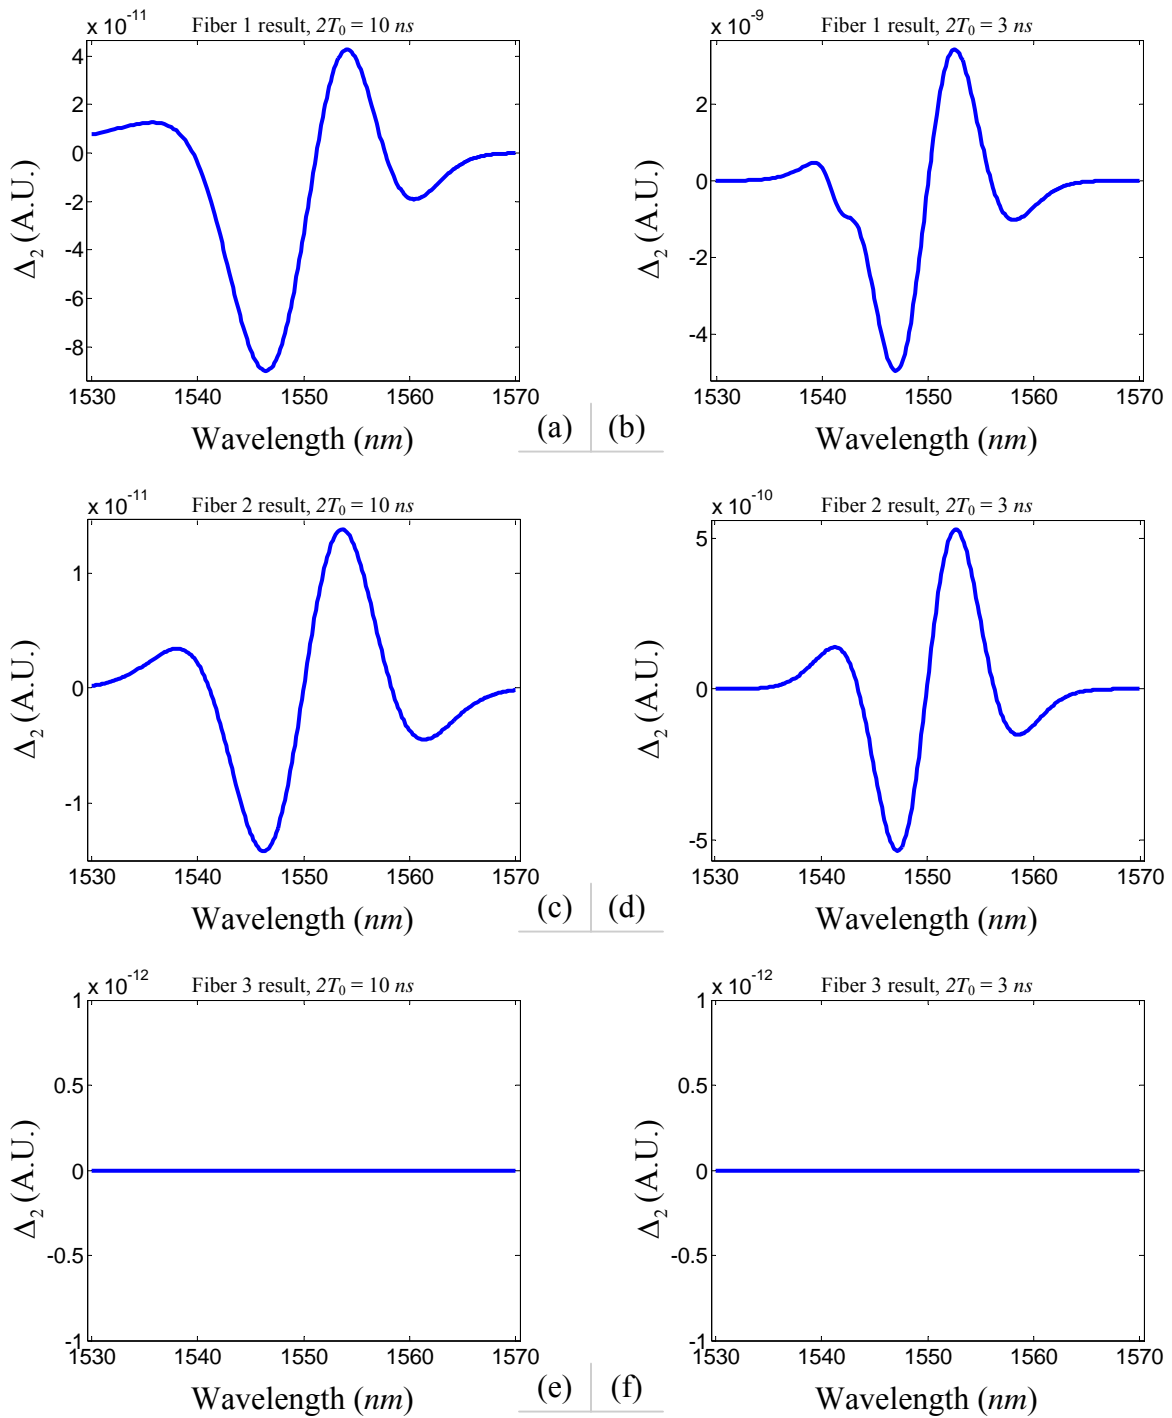 x 10^-11 Fiber 1 result, 2T₀ = 10 ns
4
2
0
-2
-4
-6
-8
Δ₂ (A.U.)
1530 1540 1550 1560 1570
Wavelength (nm)
(a)
x 10^-9 Fiber 1 result, 2T₀ = 3 ns
2
0
-2
-4
Δ₂ (A.U.)
1530 1540 1550 1560 1570
Wavelength (nm)
(b)
x 10^-11 Fiber 2 result, 2T₀ = 10 ns
1
0
-1
Δ₂ (A.U.)
1530 1540 1550 1560 1570
Wavelength (nm)
(c)
x 10^-10 Fiber 2 result, 2T₀ = 3 ns
5
0
-5
Δ₂ (A.U.)
1530 1540 1550 1560 1570
Wavelength (nm)
(d)
x 10^-12 Fiber 3 result, 2T₀ = 10 ns
1
0.5
0
-0.5
-1
Δ₂ (A.U.)
1530 1540 1550 1560 1570
Wavelength (nm)
(e)
x 10^-12 Fiber 3 result, 2T₀ = 3 ns
1
0.5
0
-0.5
-1
Δ₂ (A.U.)
1530 1540 1550 1560 1570
Wavelength (nm)
(f)